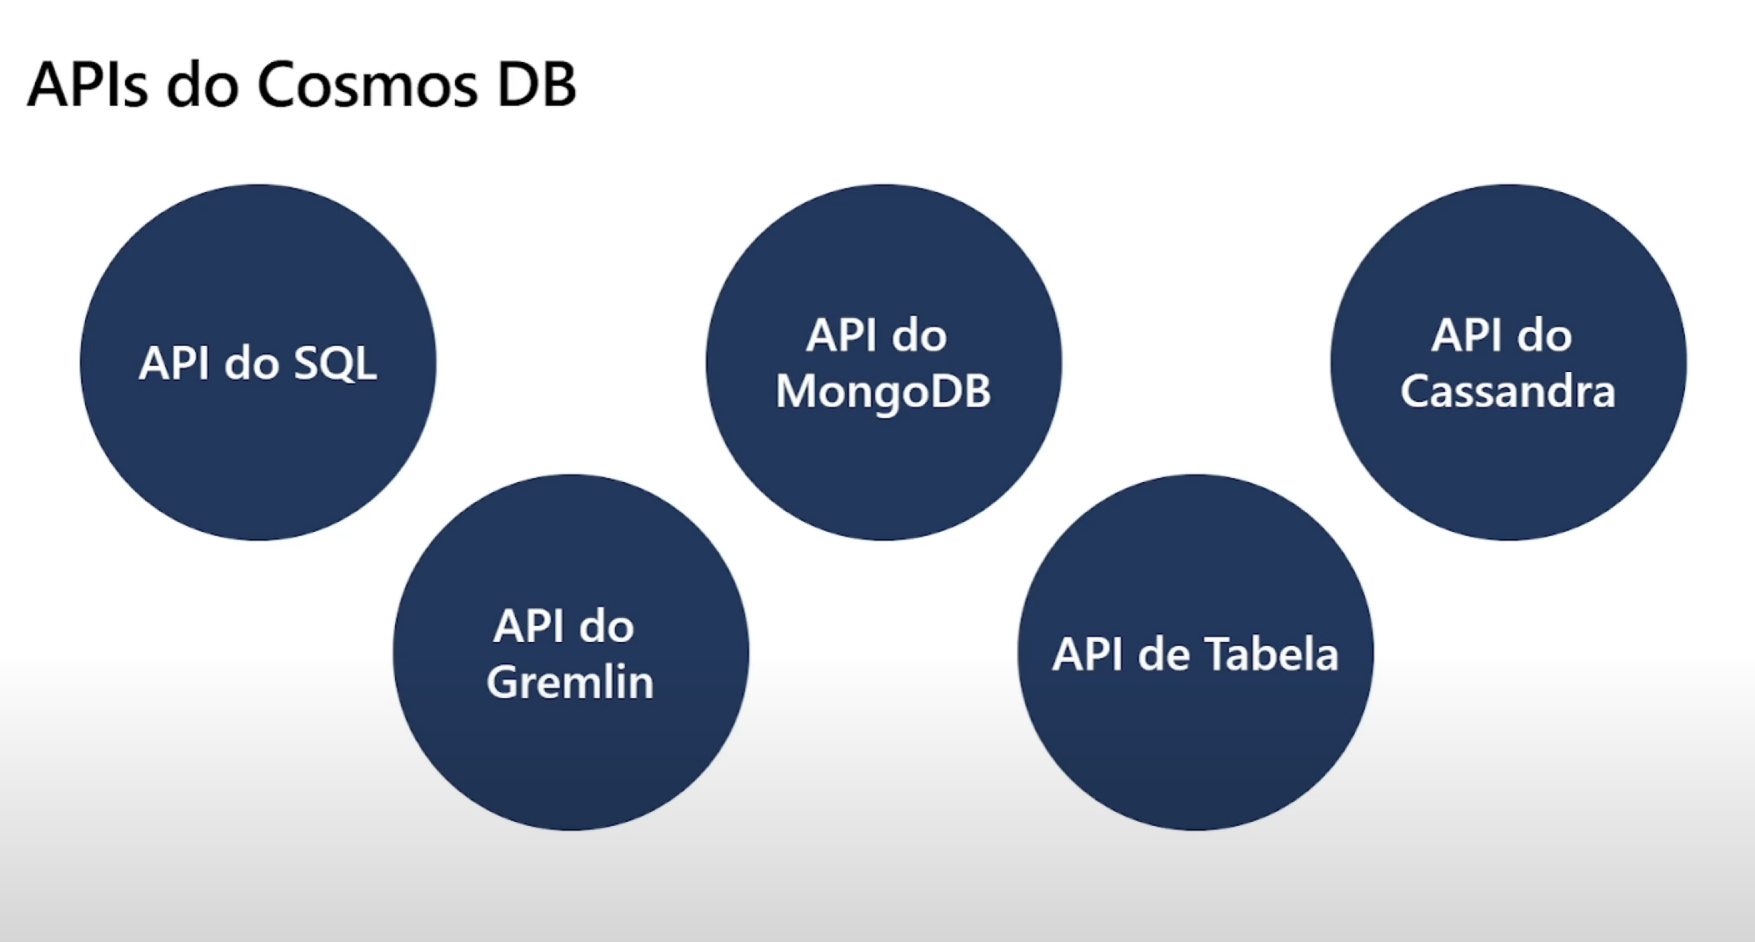 APIs do Cosmos DB
API do SQL
API do
MongoDB
API do
Cassandra
API do
Gremlin
API de Tabela